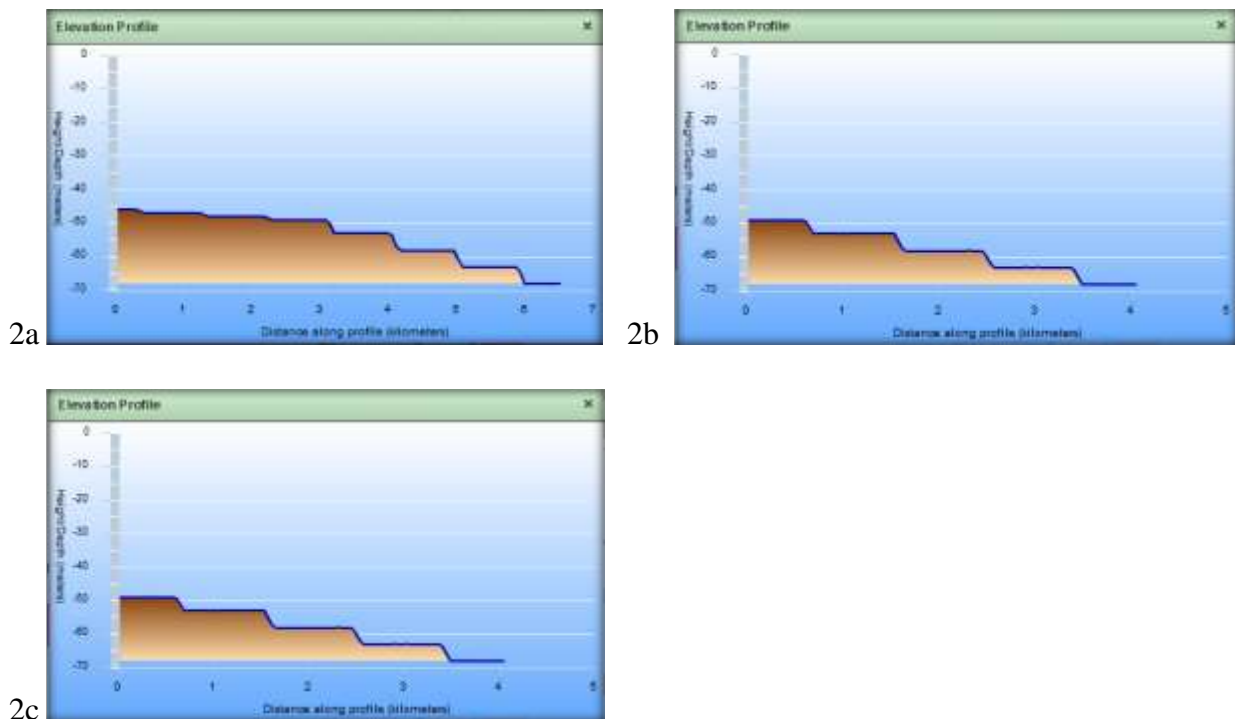 Elevation Profile ×
0
-10
-20
-30
-40
-50
-60
-70
Height/Depth (meters)
0 1 2 3 4 5 6 7
Distance along profile (kilometers)
2a
Elevation Profile ×
0
-10
-20
-30
-40
-50
-60
-70
Height/Depth (meters)
0 1 2 3 4 5
Distance along profile (kilometers)
2b
Elevation Profile ×
0
-10
-20
-30
-40
-50
-60
-70
Height/Depth (meters)
0 1 2 3 4 5
Distance along profile (kilometers)
2c